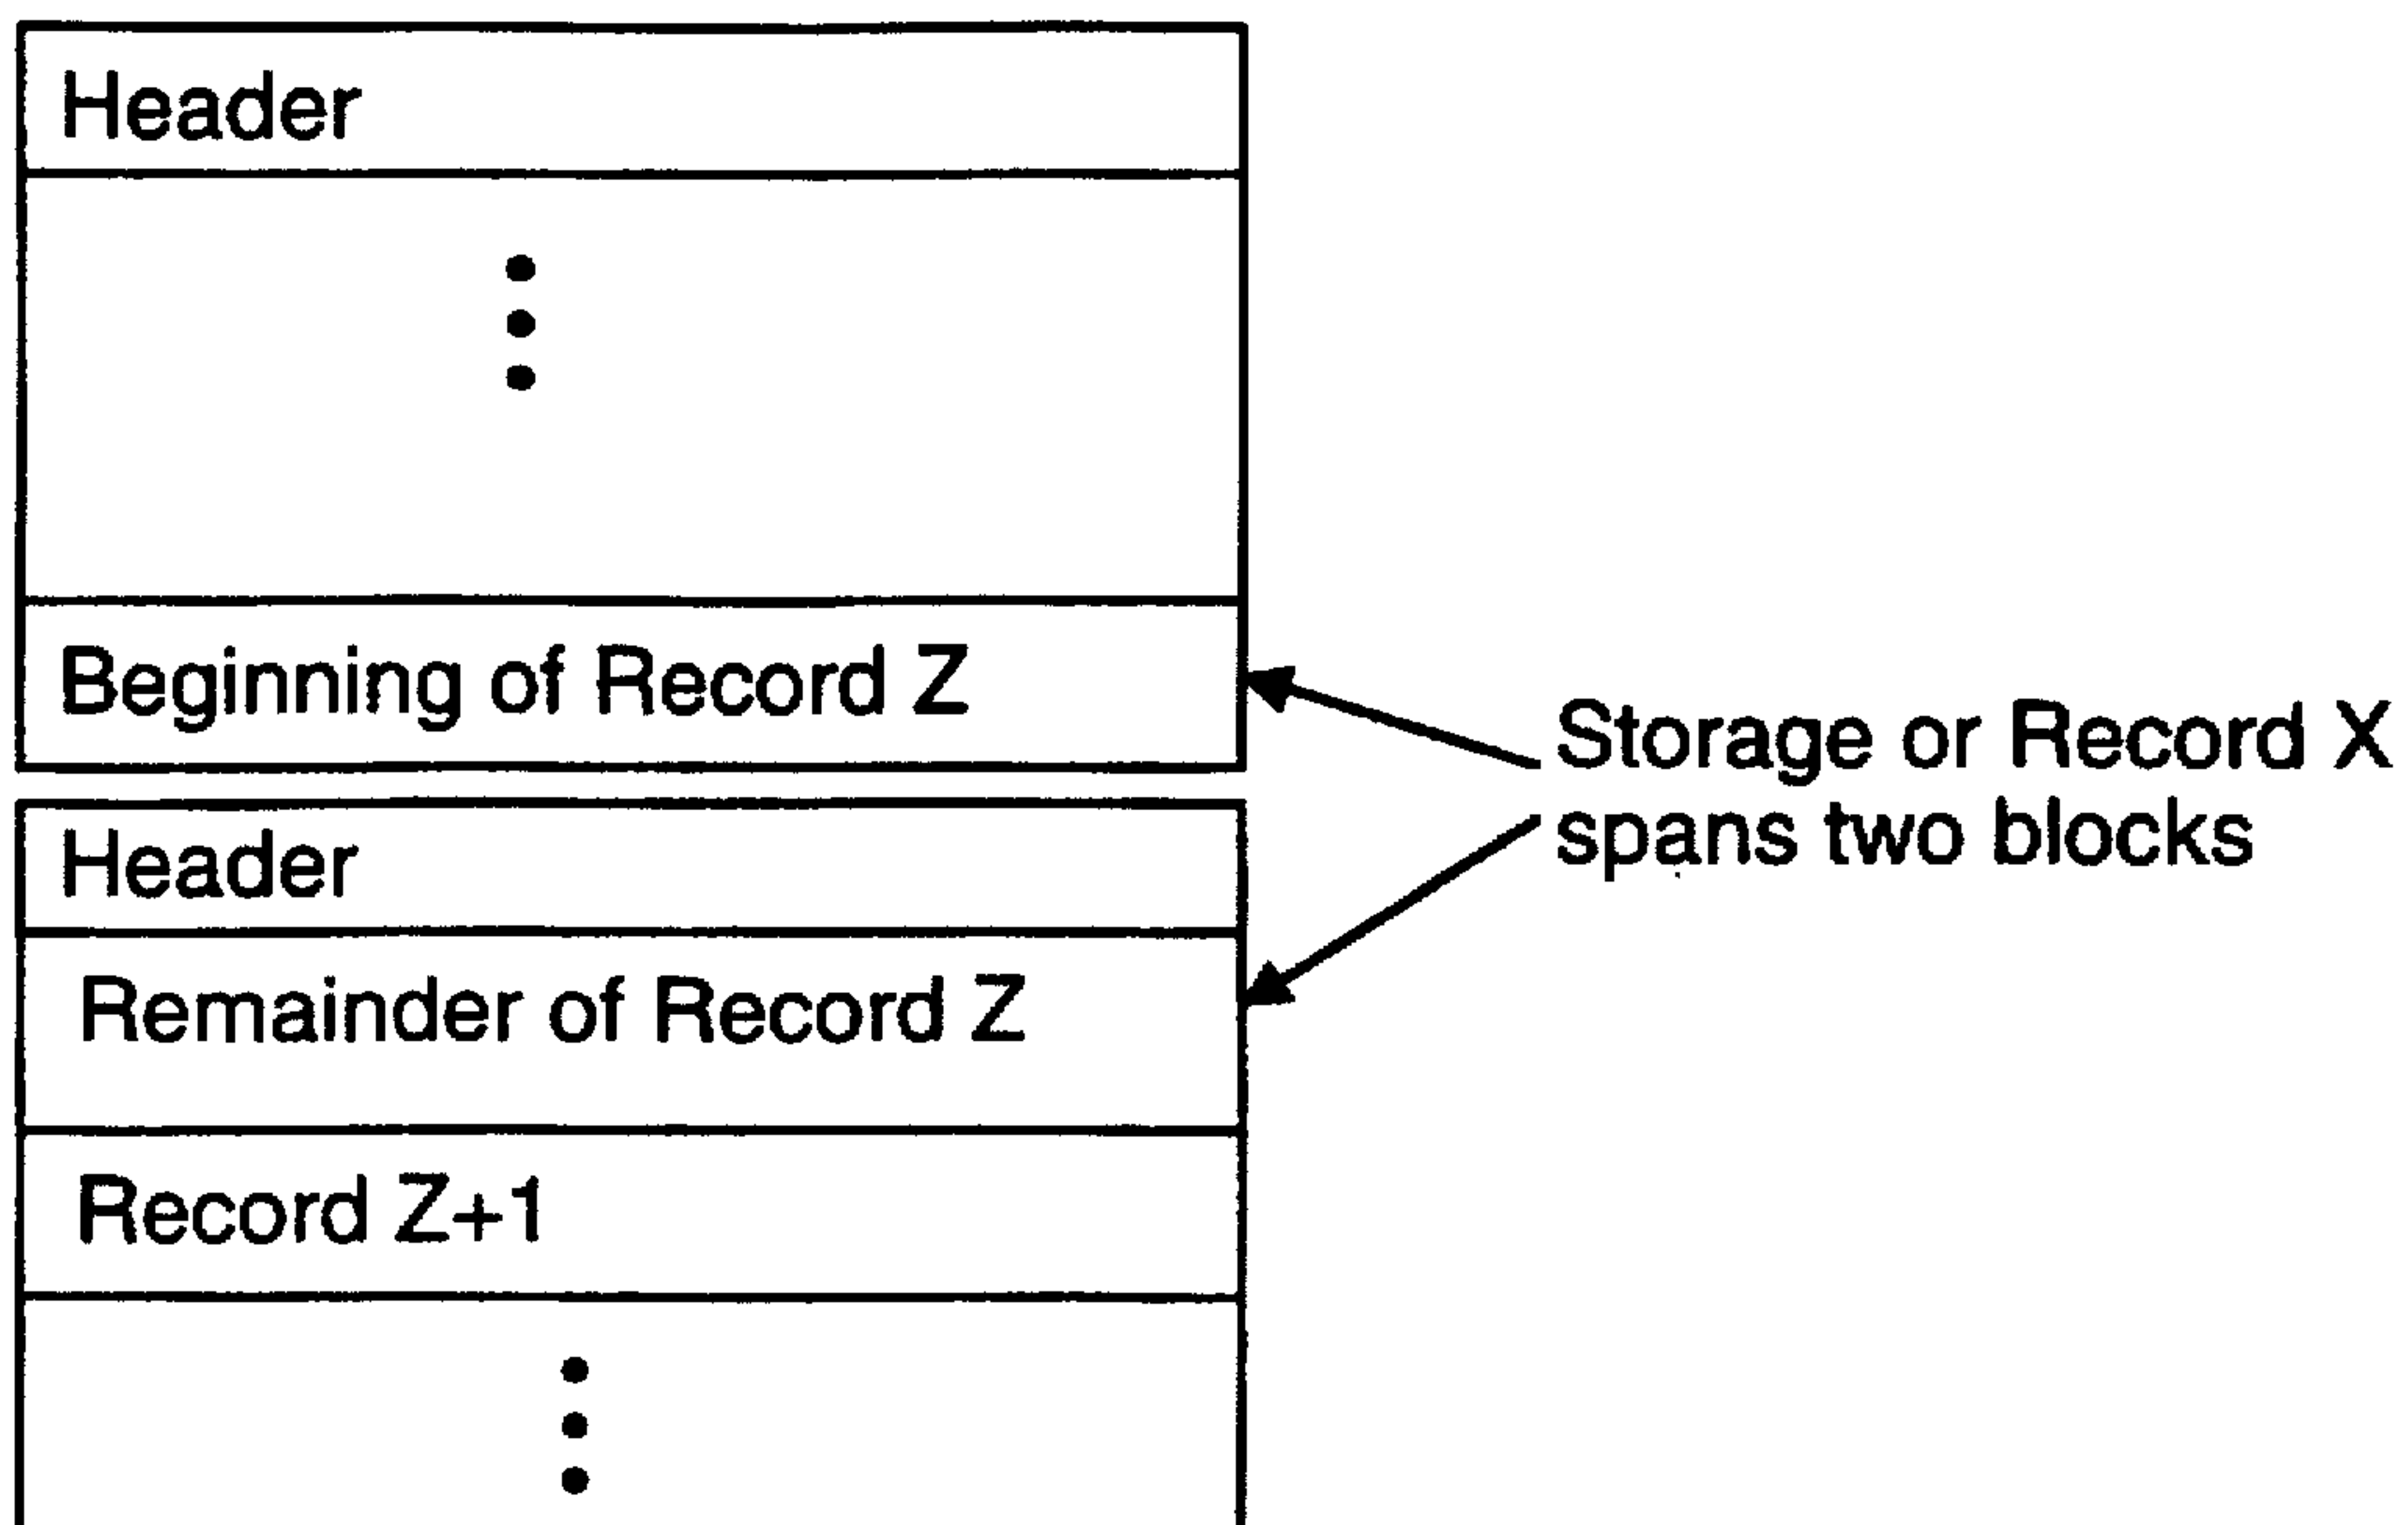 Header
Beginning of Record Z
Storage or Record X
spans two blocks
Header
Remainder of Record Z
Record Z+1